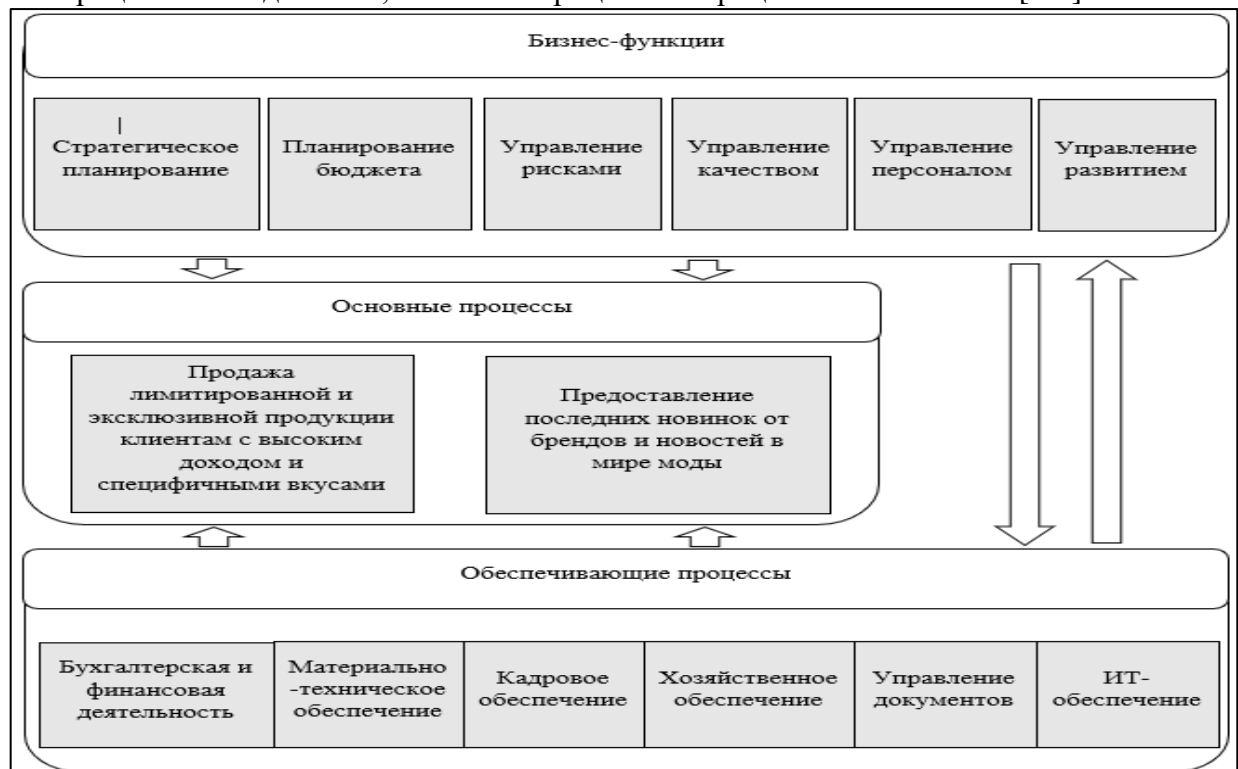 Бизнес-функции
Стратегическое
планирование
Планирование
бюджета
Управление
рисками
Управление
качеством
Управление
персоналом
Управление
развитием
Основные процессы
Продажа
лимитированной и
эксклюзивной продукции
клиентам с высоким
доходом и
специфичными вкусами
Предоставление
последних новинок от
брендов и новостей в
мире моды
Обеспечивающие процессы
Бухгалтерская и
финансовая
деятельность
Материально
-техническое
обеспечение
Кадровое
обеспечение
Хозяйственное
обеспечение
Управление
документов
ИТ-
обеспечение